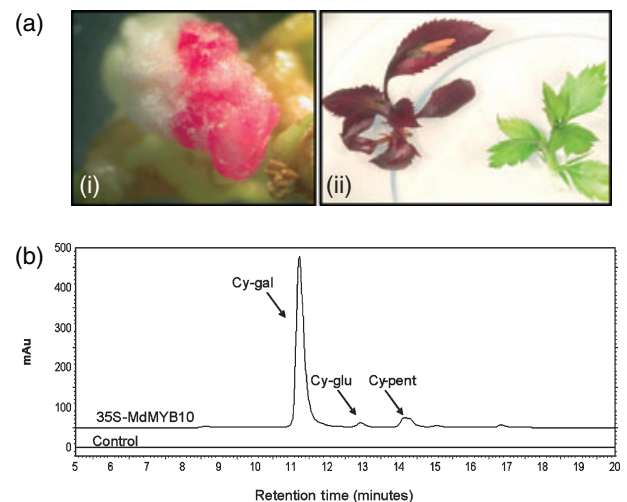 (a)
(i)
(ii)
(b)
500
400
300
200
100
0
mAu
Cy-gal
Cy-glu
Cy-pent
35S-MdMYB10
Control
5 6 7 8 9 10 11 12 13 14 15 16 17 18 19 20
Retention time (minutes)